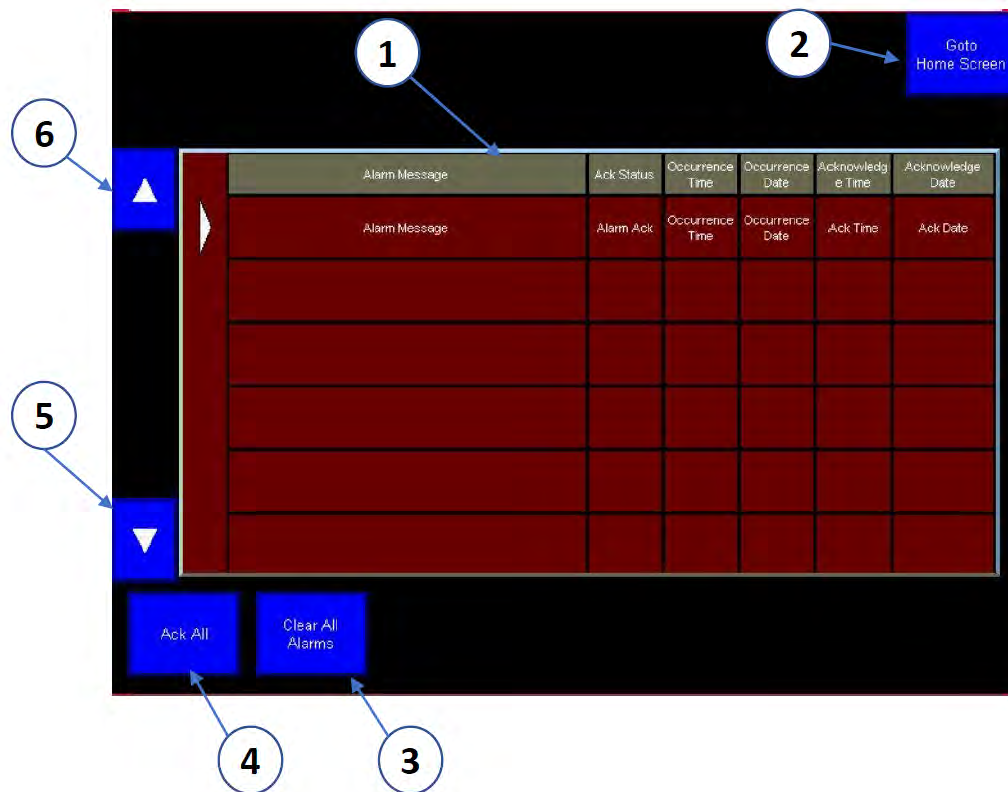 1
2
Goto
Home Screen
6
Alarm Message
Ack Status
Occurrence
Time
Occurrence
Date
Acknowledg
e Time
Acknowledge
Date
Alarm Message
Alarm Ack
Occurrence
Time
Occurrence
Date
Ack Time
Ack Date
5
Ack All
Clear All
Alarms
4
3